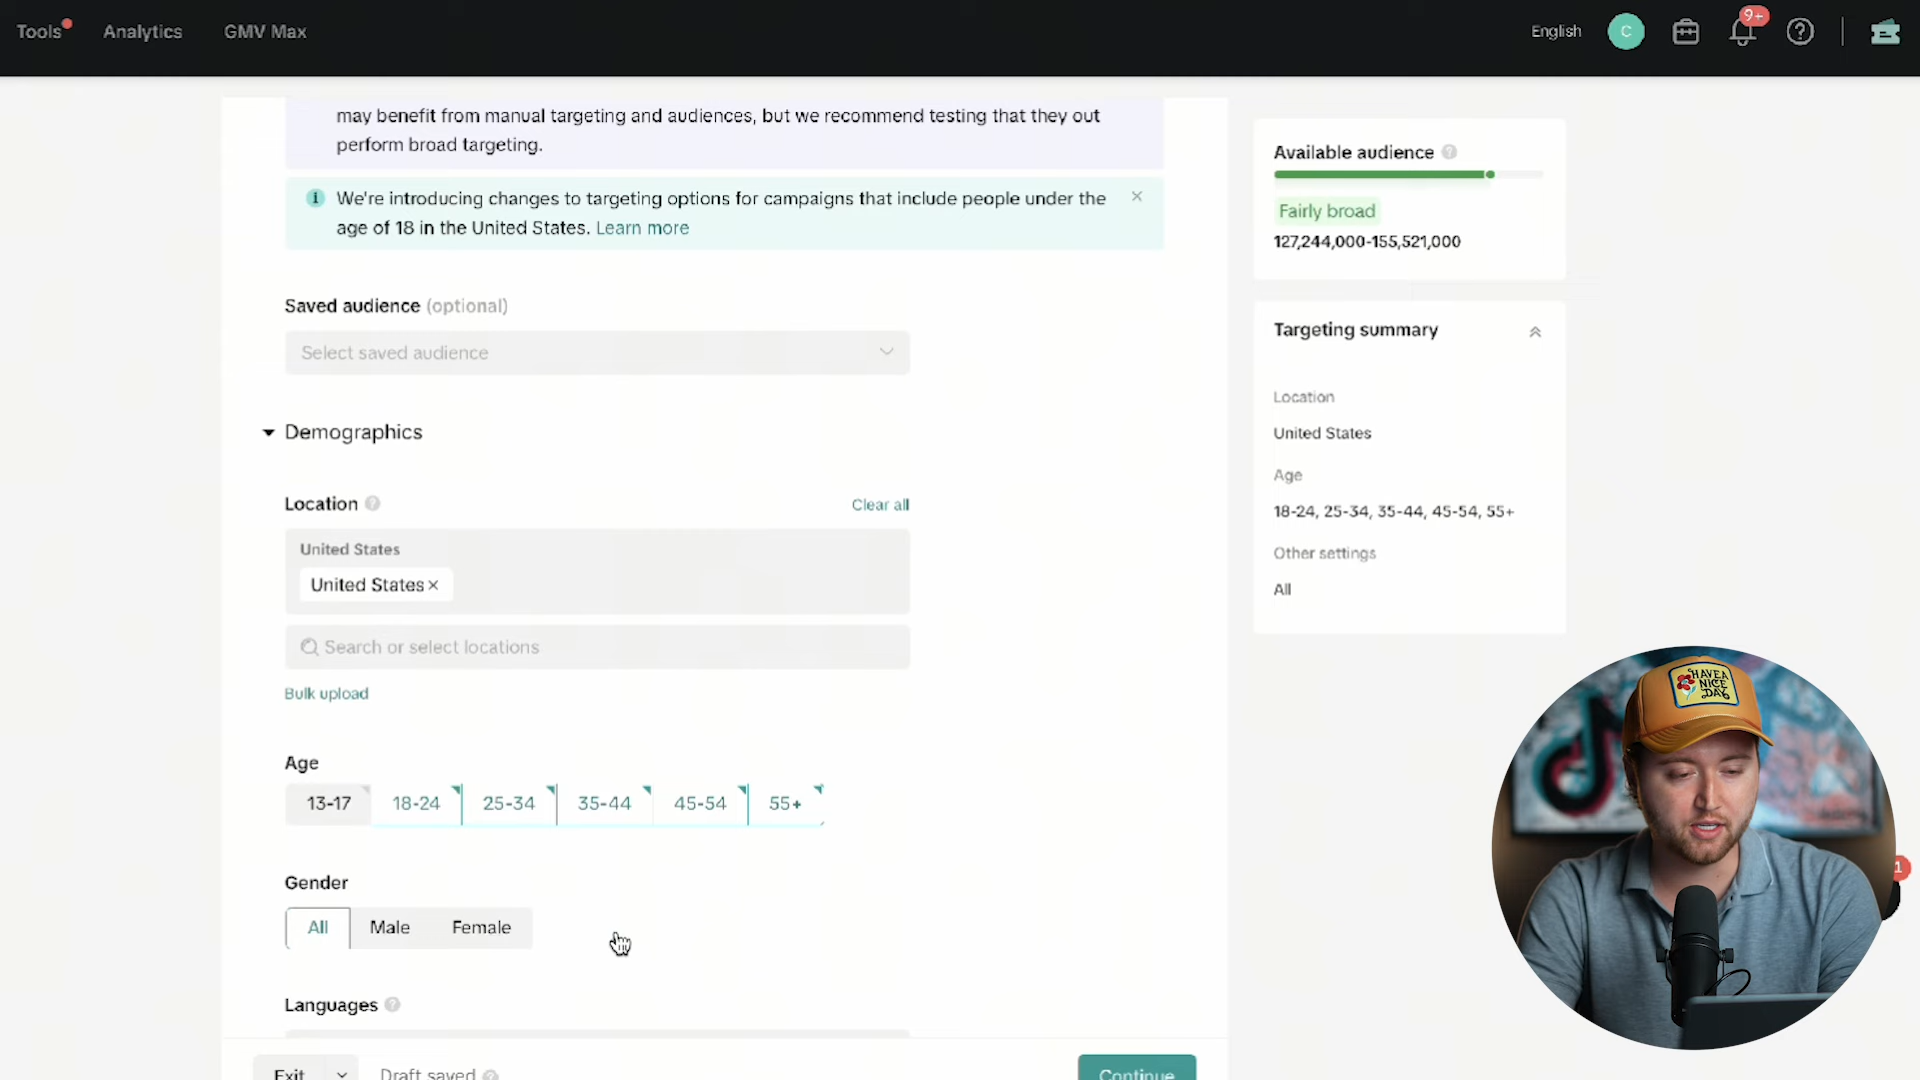 Tools
Analytics
GMV Max
English
C
9+
may benefit from manual targeting and audiences, but we recommend testing that they out
perform broad targeting.
We're introducing changes to targeting options for campaigns that include people under the
age of 18 in the United States. Learn more
Saved audience (optional)
Select saved audience
Demographics
Location
Clear all
United States
United States
Search or select locations
Bulk upload
Age
13-17
18-24
25-34
35-44
45-54
55+
Gender
All
Male
Female
Languages
Exit
Draft saved
Continue
Available audience
Fairly broad
127,244,000-155,521,000
Targeting summary
Location
United States
Age
18-24, 25-34, 35-44, 45-54, 55+
Other settings
All
HAVE A
NICE
DAY
1